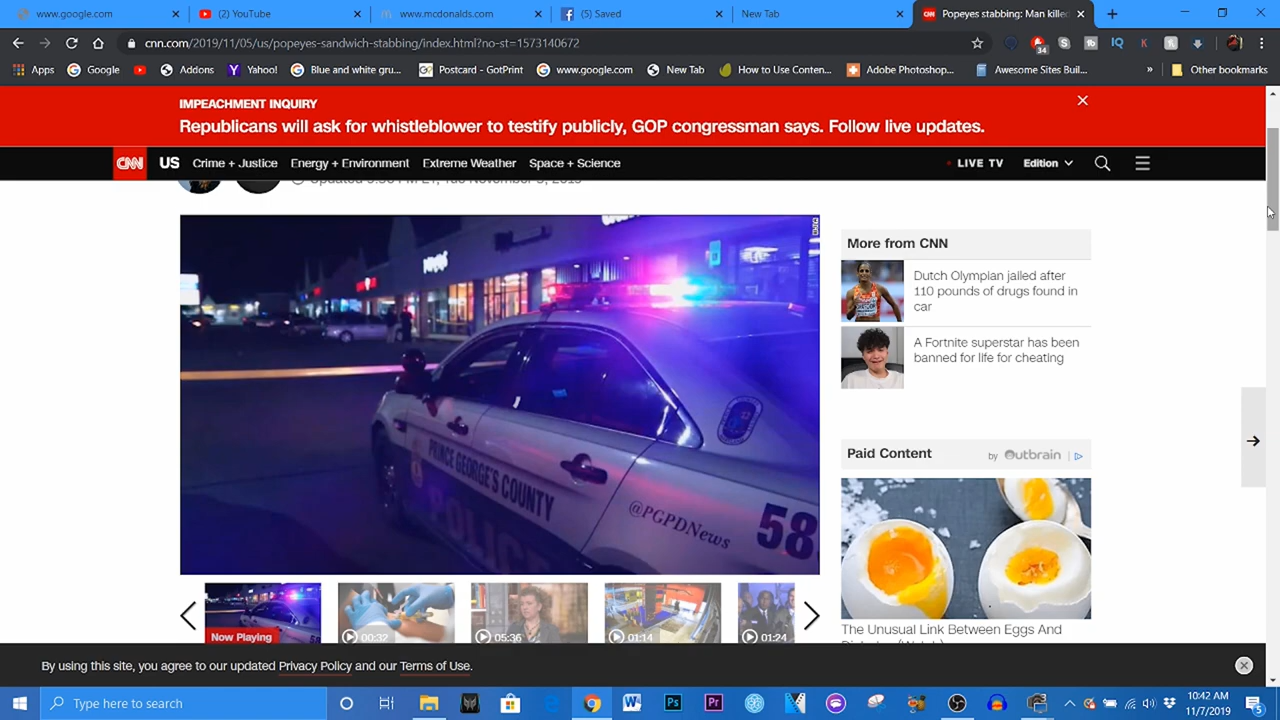 www.google.com
(2) YouTube
www.mcdonalds.com
(5) Saved
New Tab
Popeyes stabbing: Man killed
cnn.com/2019/11/05/us/popeyes-sandwich-stabbing/index.html?no-st=1573140672
34
IQ
Apps
Google
Addons
Yahoo!
Blue and white gru...
Postcard - GotPrint
www.google.com
New Tab
How to Use Conten...
Adobe Photoshop...
Awesome Sites Buil...
»
Other bookmarks
IMPEACHMENT INQUIRY
Republicans will ask for whistleblower to testify publicly, GOP congressman says. Follow live updates.
CNN
US
Crime + Justice
Energy + Environment
Extreme Weather
Space + Science
LIVE TV
Edition
PRINCE GEORGE'S COUNTY
POLICE
@PGPDNews
58
More from CNN
Dutch Olympian jailed after
110 pounds of drugs found in
car
A Fortnite superstar has been
banned for life for cheating
Paid Content
by Outbrain
The Unusual Link Between Eggs And
Now Playing
00:32
05:36
01:14
01:24
By using this site, you agree to our updated Privacy Policy and our Terms of Use.
Type here to search
10:42 AM
11/7/2019
5